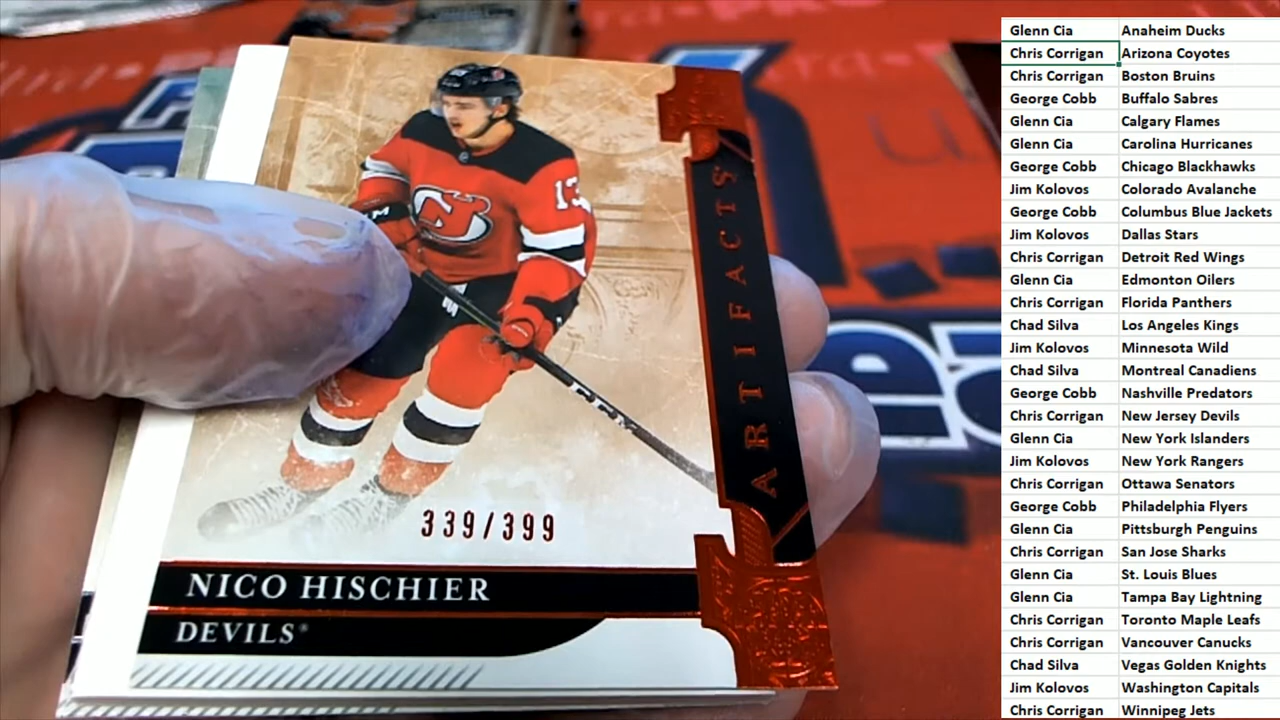 13
ARTIFACTS
339/399
NICO HISCHIER
DEVILS
Glenn Cia Anaheim Ducks
Chris Corrigan Arizona Coyotes
Chris Corrigan Boston Bruins
George Cobb Buffalo Sabres
Glenn Cia Calgary Flames
Glenn Cia Carolina Hurricanes
George Cobb Chicago Blackhawks
Jim Kolovos Colorado Avalanche
George Cobb Columbus Blue Jackets
Jim Kolovos Dallas Stars
Chris Corrigan Detroit Red Wings
Glenn Cia Edmonton Oilers
Chris Corrigan Florida Panthers
Chad Silva Los Angeles Kings
Jim Kolovos Minnesota Wild
Chad Silva Montreal Canadiens
George Cobb Nashville Predators
Chris Corrigan New Jersey Devils
Glenn Cia New York Islanders
Jim Kolovos New York Rangers
Chris Corrigan Ottawa Senators
George Cobb Philadelphia Flyers
Glenn Cia Pittsburgh Penguins
Chris Corrigan San Jose Sharks
Glenn Cia St. Louis Blues
Glenn Cia Tampa Bay Lightning
Chris Corrigan Toronto Maple Leafs
Chris Corrigan Vancouver Canucks
Chad Silva Vegas Golden Knights
Jim Kolovos Washington Capitals
Chris Corrigan Winnipeg Jets